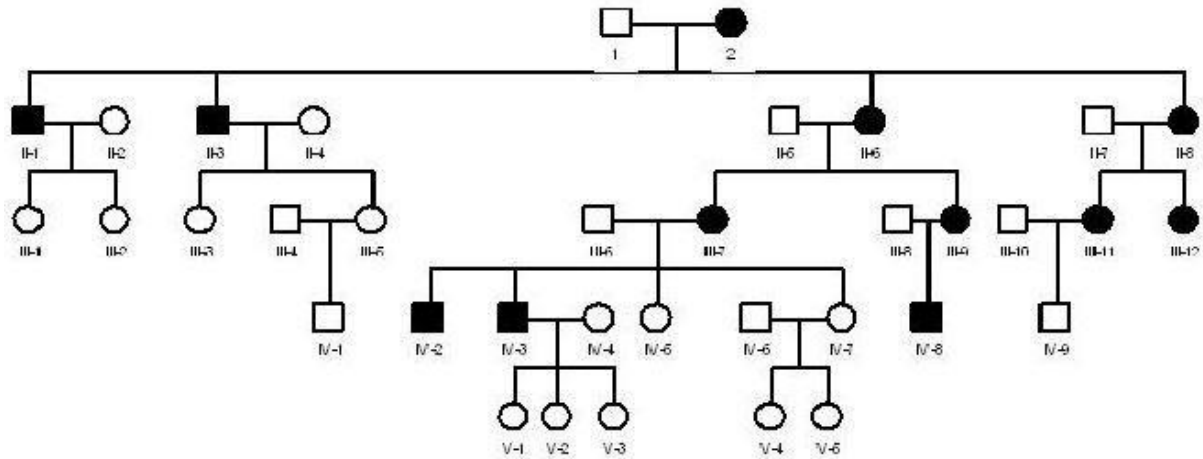 1 2
II-1 II-2 II-3 II-4 II-5 II-6 II-7 II-8
III-1 III-2 III-3 III-4 III-5 III-6 III-7 III-8 III-9 III-10 III-11 III-12
IV-1 IV-2 IV-3 IV-4 IV-5 IV-6 IV-7 IV-8 IV-9
V-1 V-2 V-3 V-4 V-5